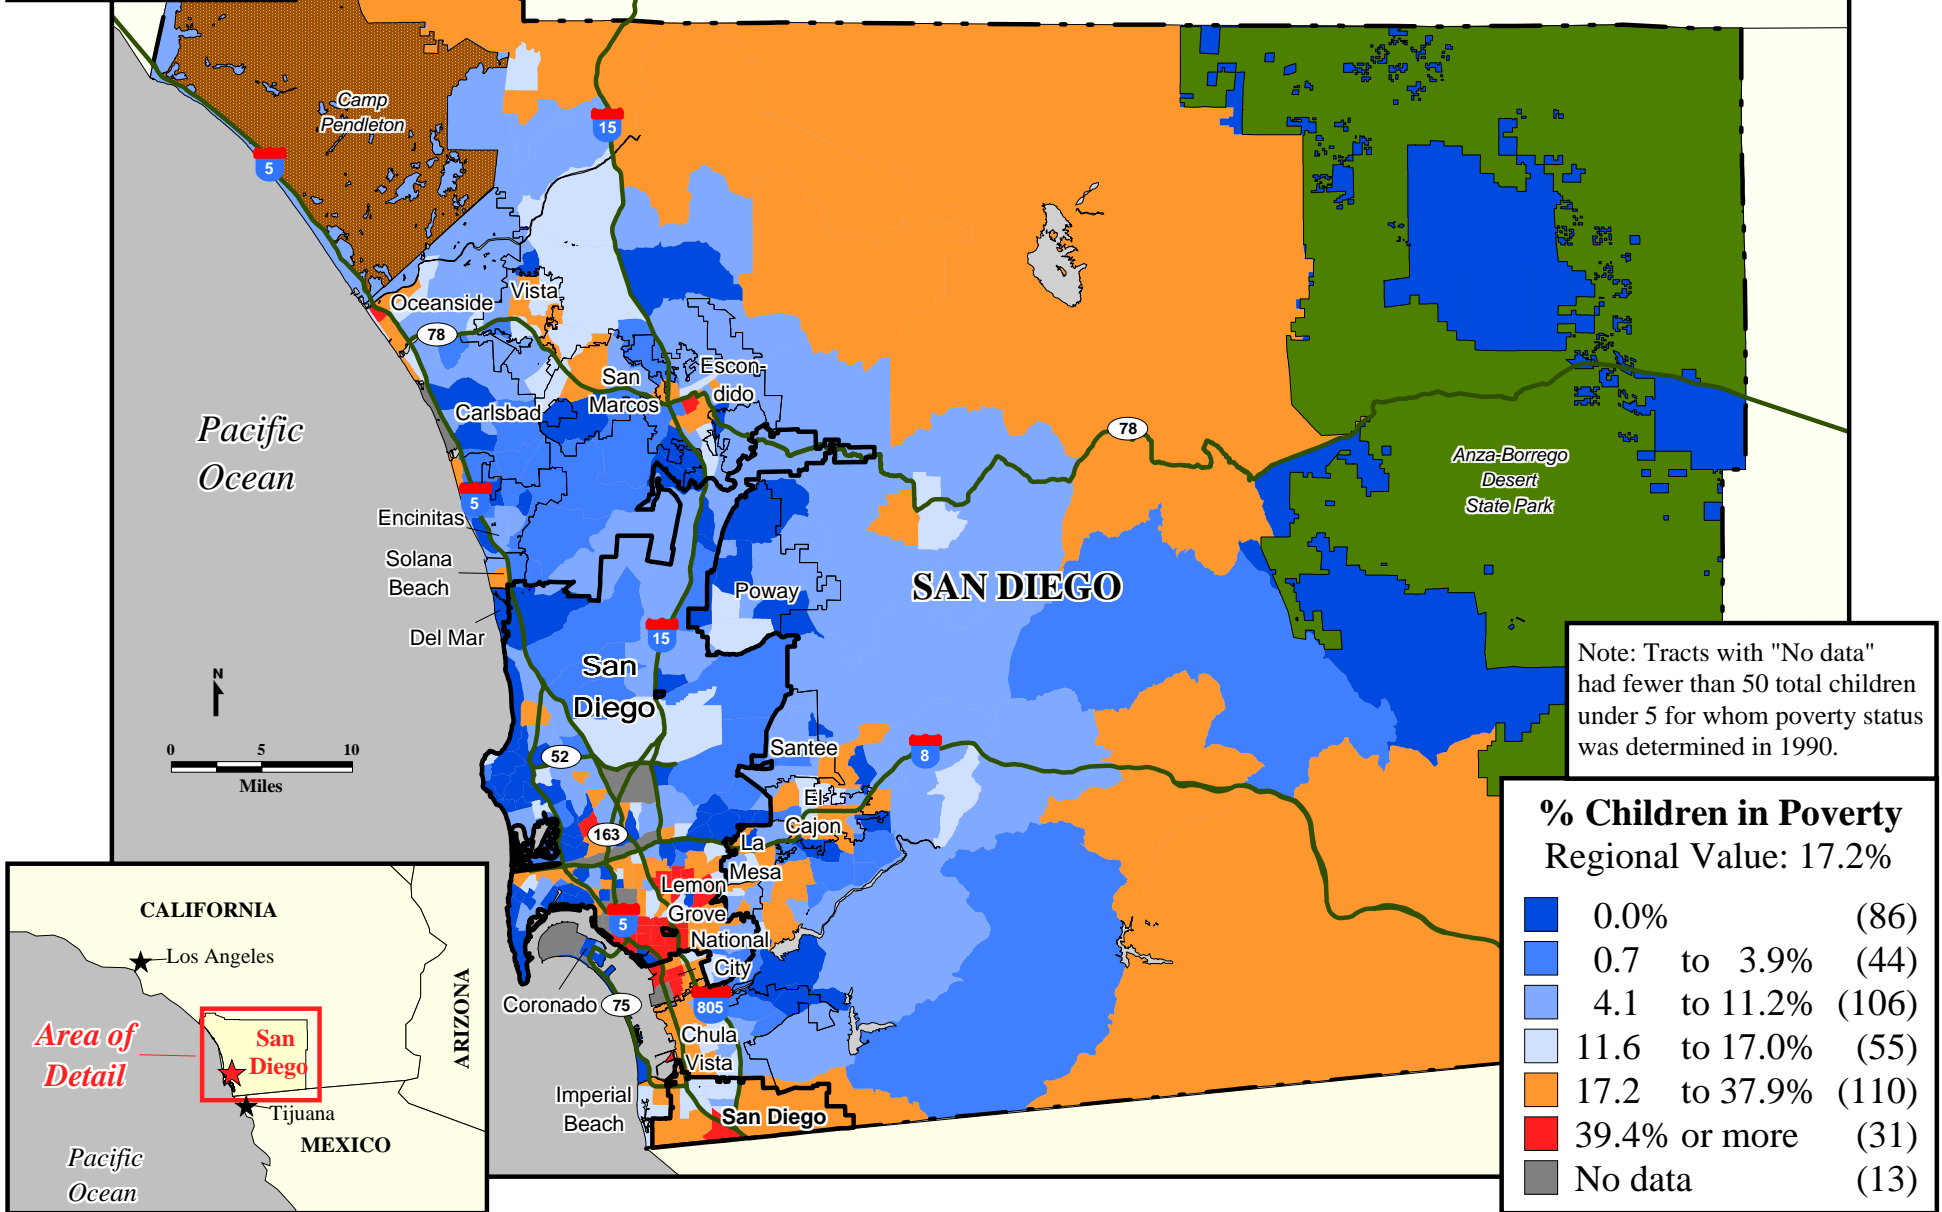 Camp
Pendleton
15
5
Oceanside
Vista
78
San
Marcos
Escon-
dido
Carlsbad
Pacific
Ocean
78
Anza-Borrego
Desert
State Park
5
Encinitas
Solana
Beach
Poway
SAN DIEGO
Del Mar
15
San
Diego
N
0 5 10
Miles
52
Santee
8
El
Cajon
163
La
Mesa
Lemon
Grove
5
National
City
Coronado
75
805
Chula
Vista
Imperial
Beach
San Diego
Note: Tracts with "No data"
had fewer than 50 total children
under 5 for whom poverty status
was determined in 1990.
% Children in Poverty
Regional Value: 17.2%
0.0% (86)
0.7 to 3.9% (44)
4.1 to 11.2% (106)
11.6 to 17.0% (55)
17.2 to 37.9% (110)
39.4% or more (31)
No data (13)
CALIFORNIA
Los Angeles
ARIZONA
Area of
Detail
San
Diego
Tijuana
MEXICO
Pacific
Ocean